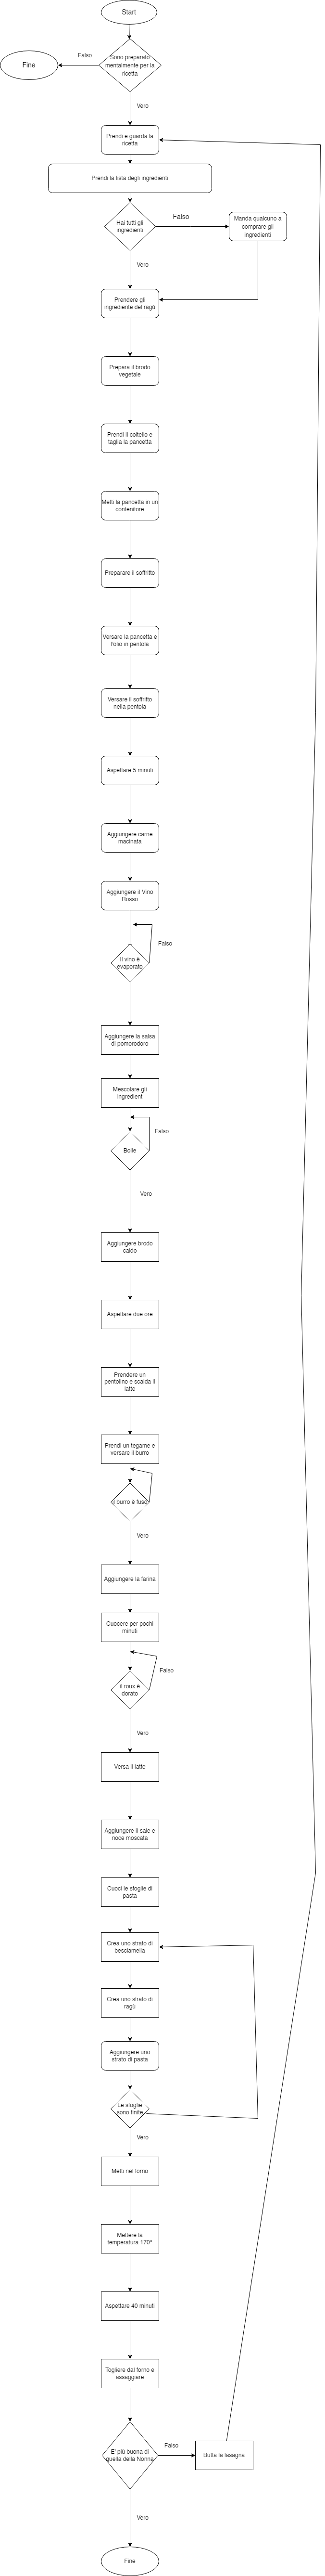 Start
Sono preparato
mentalmente per la
ricetta
Falso
Fine
Vero
Prendi e guarda la
ricetta
Prendi la lista degli ingredienti
Hai tutti gli
ingredienti
Falso
Manda qualcuno a
comprare gli
ingredienti
Vero
Prendere gli
ingrediente del ragù
Prepara il brodo
vegetale
Prendi il coltello e
taglia la pancetta
Metti la pancetta in un
contenitore
Preparare il soffritto
Versare la pancetta e
l'olio in pentola
Versare il soffritto
nella pentola
Aspettare 5 minuti
Aggiungere carne
macinata
Aggiungere il Vino
Rosso
Falso
Il vino è
evaporato
Aggiungere la salsa
di pomorodoro
Mescolare gli
ingredient
Falso
Bolle
Vero
Aggiungere brodo
caldo
Aspettare due ore
Prendere un
pentolino e scalda il
latte
Prendi un tegame e
versare il burro
Il burro è fuso
Vero
Aggiungere la farina
Cuocere per pochi
minuti
Falso
il roux è
dorato
Vero
Versa il latte
Aggiungere il sale e
noce moscata
Cuoci le sfoglie di
pasta
Crea uno strato di
besciamella
Crea uno strato di
ragù
Aggiungere uno
strato di pasta
Le sfoglie
sono finite
Vero
Metti nel forno
Mettere la
temperatura 170°
Aspettare 40 minuti
Togliere dal forno e
assaggiare
E' più buona di
quella della Nonna
Falso
Butta la lasagna
Vero
Fine